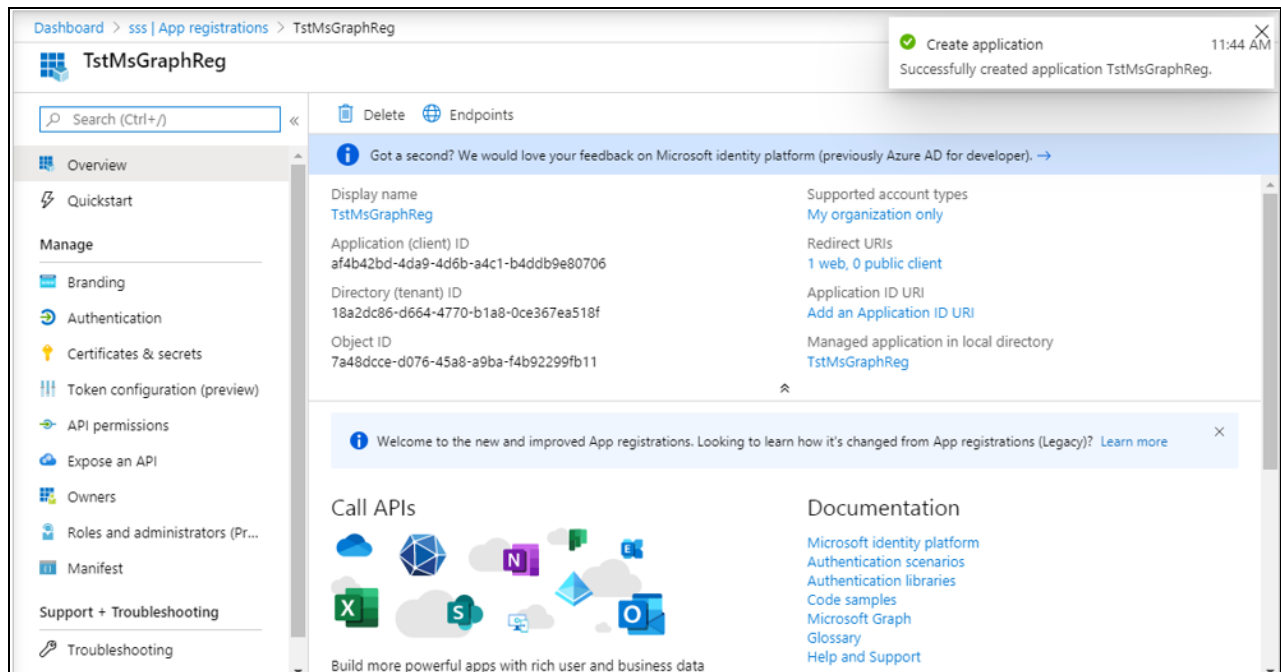 Dashboard > sss | App registrations > TstMsGraphReg
TstMsGraphReg
Create application
11:44 AM
Successfully created application TstMsGraphReg.
Search (Ctrl+/)
Overview
Quickstart
Manage
Branding
Authentication
Certificates & secrets
Token configuration (preview)
API permissions
Expose an API
Owners
Roles and administrators (Pr...
Manifest
Support + Troubleshooting
Troubleshooting
Delete
Endpoints
Got a second? We would love your feedback on Microsoft identity platform (previously Azure AD for developer). →
Display name
TstMsGraphReg
Application (client) ID
af4b42bd-4da9-4d6b-a4c1-b4ddb9e80706
Directory (tenant) ID
18a2dc86-d664-4770-b1a8-0ce367ea518f
Object ID
7a48dcce-d076-45a8-a9ba-f4b92299fb11
Supported account types
My organization only
Redirect URIs
1 web, 0 public client
Application ID URI
Add an Application ID URI
Managed application in local directory
TstMsGraphReg
Welcome to the new and improved App registrations. Looking to learn how it's changed from App registrations (Legacy)? Learn more
Call APIs
N
E
X
S
O
Build more powerful apps with rich user and business data
Documentation
Microsoft identity platform
Authentication scenarios
Authentication libraries
Code samples
Microsoft Graph
Glossary
Help and Support